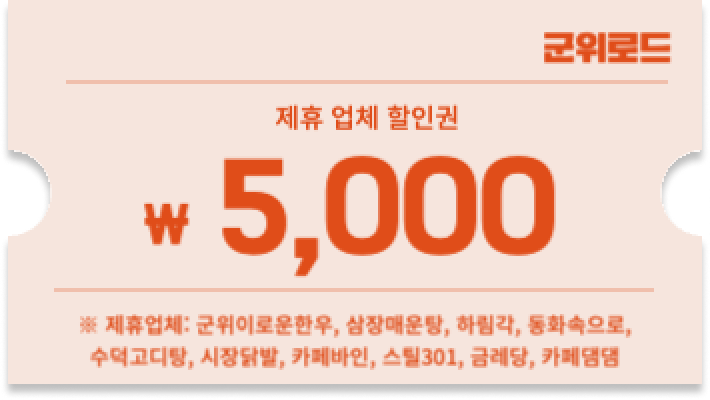 군위로드
제휴 업체 할인권
₩ 5,000
※ 제휴업체: 군위이로운한우, 삼장매운탕, 하림각, 동화속으로,
수덕고디탕, 시장닭발, 카페바인, 스틸301, 금레당, 카페댐댐